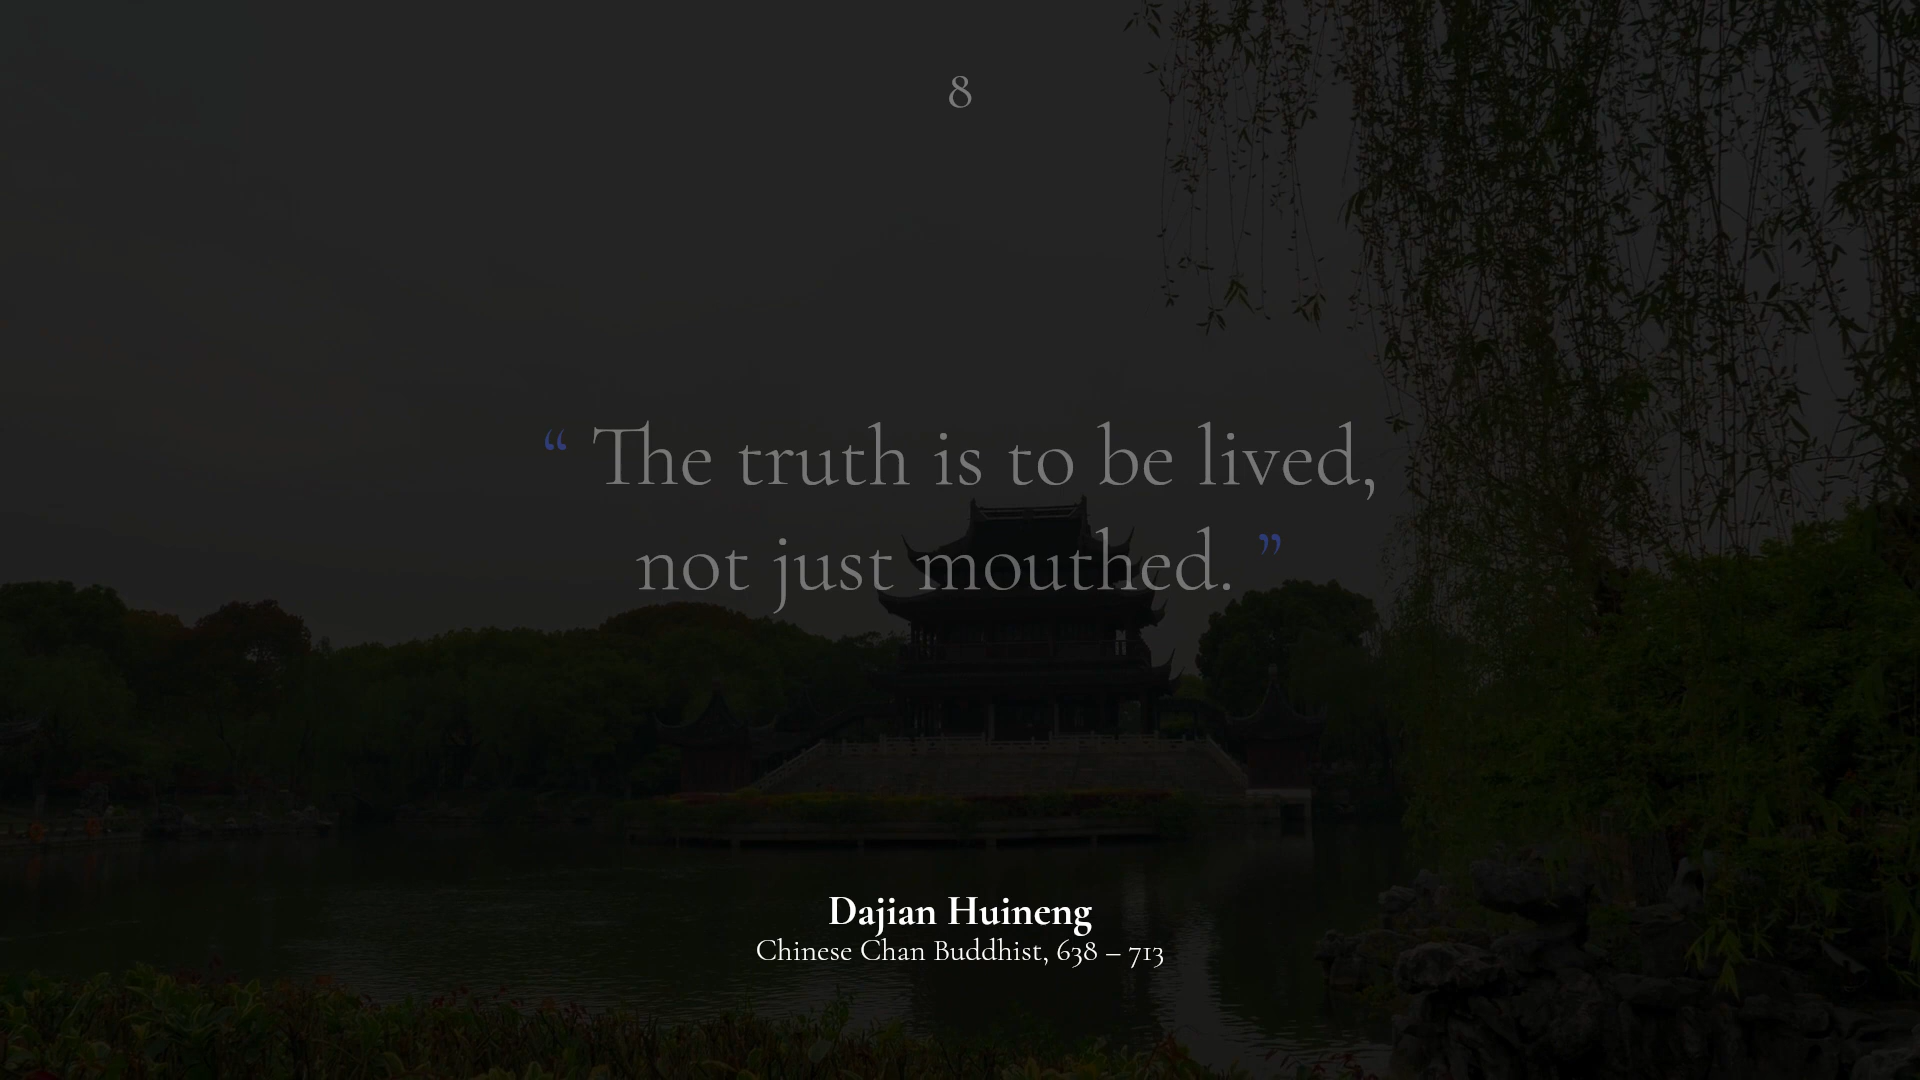 8
“ The truth is to be lived,
not just mouthed. ”
Dajian Huineng
Chinese Chan Buddhist, 638 – 713